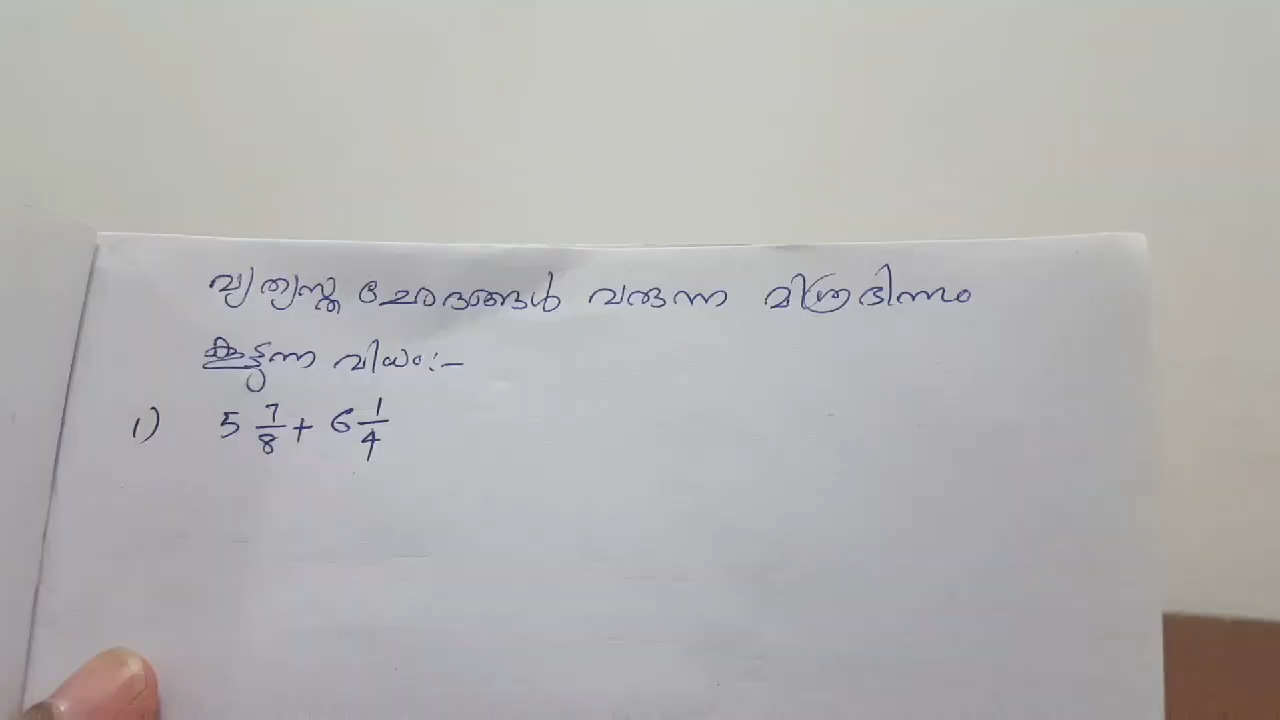 വ്യത്യസ്ത ഛേദങ്ങൾ വരുന്ന മിശ്രഭിന്നം
കൂട്ടുന്ന വിധം:-
1) 5 7/8 + 6 1/4